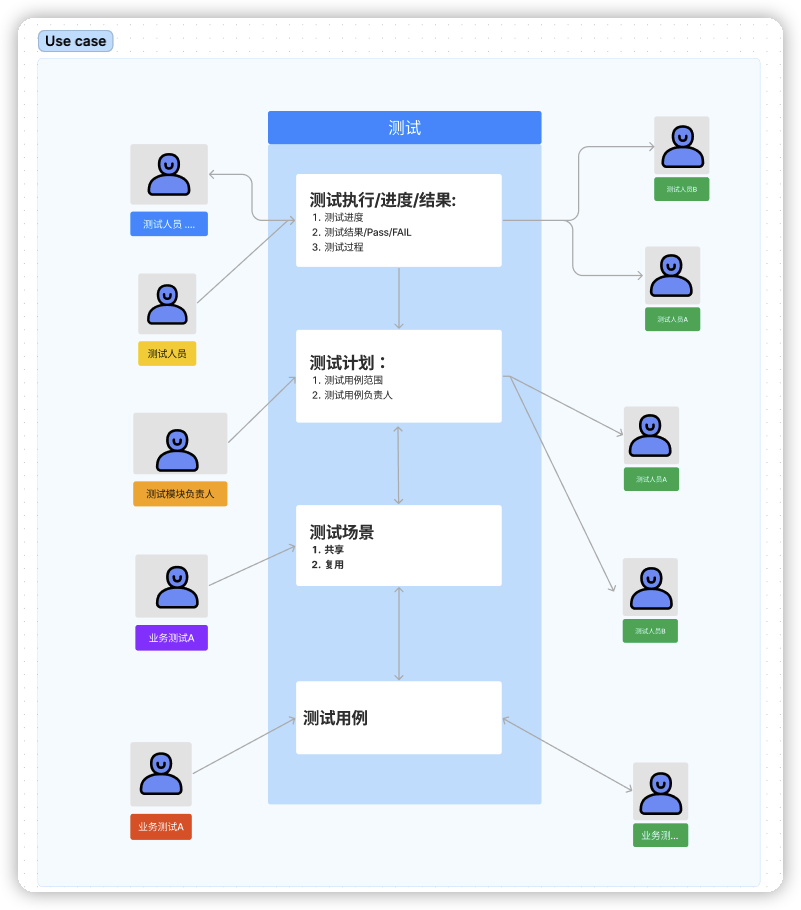 Use case
测试
测试人员 ....
测试人员
测试模块负责人
业务测试A
业务测试A
测试执行/进度/结果:
1. 测试进度
2. 测试结果/Pass/FAIL
3. 测试过程
测试计划：
1. 测试用例范围
2. 测试用例负责人
测试场景
1. 共享
2. 复用
测试用例
测试人员B
测试人员A
测试人员A
测试人员B
业务测...